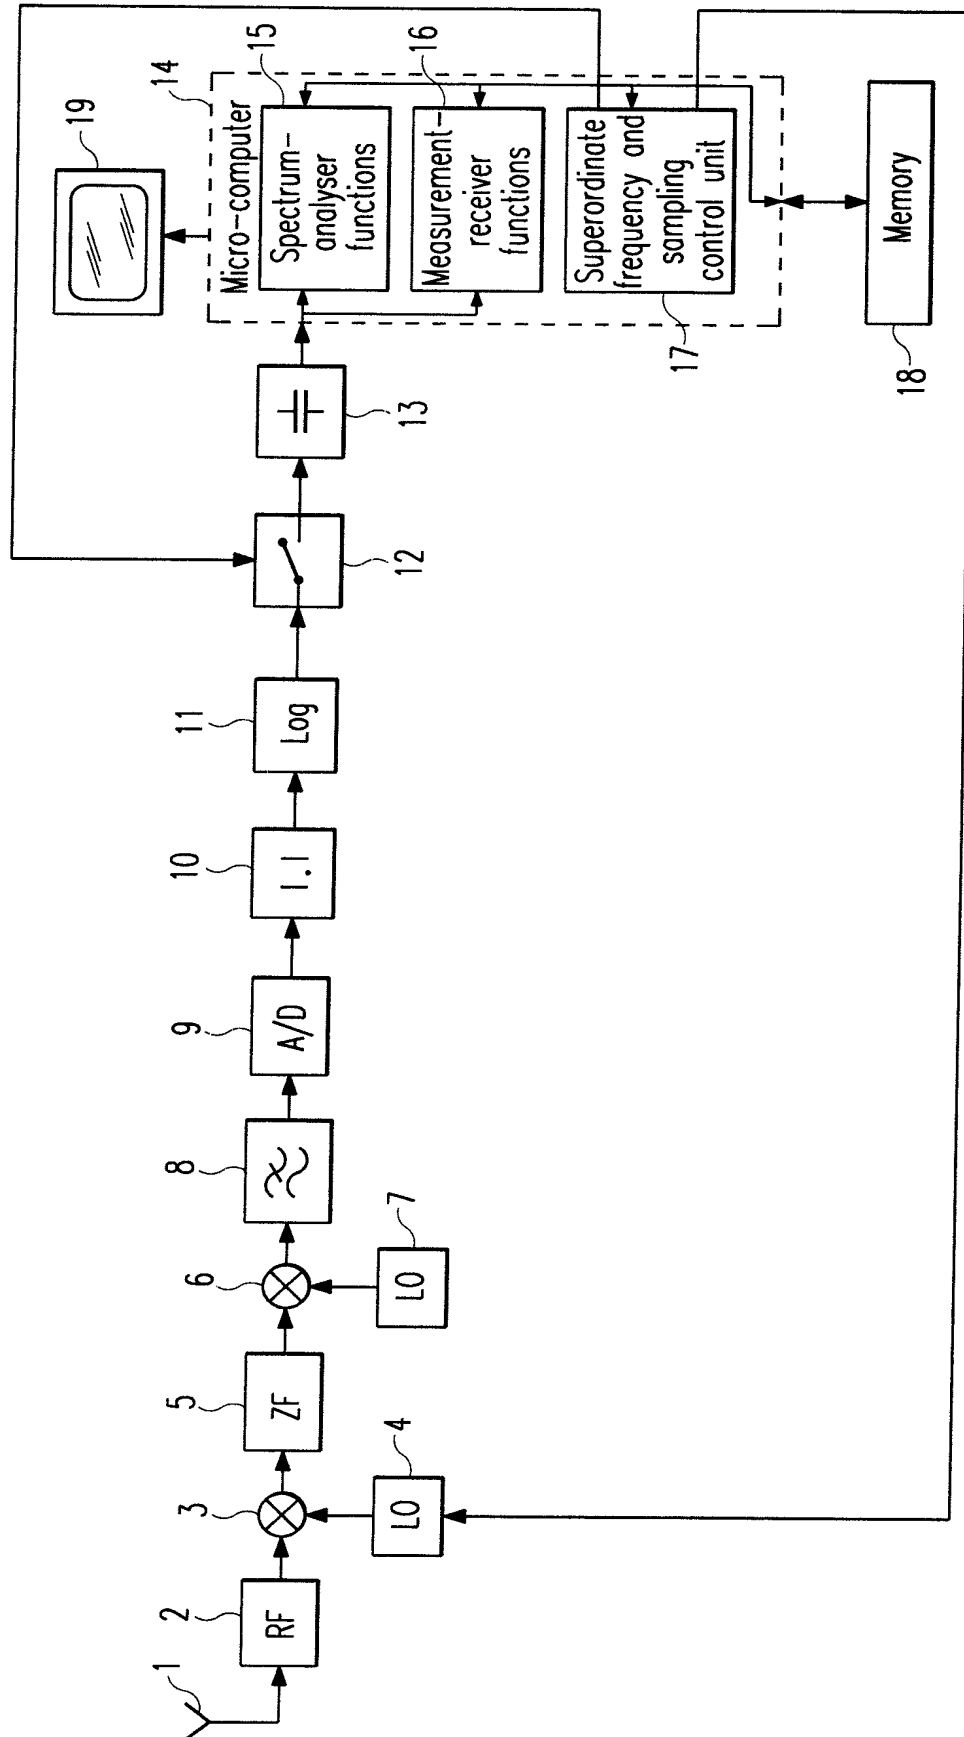 1
2
RF
3
4
LO
5
ZF
6
7
LO
8
9
A/D
10
|.|
11
Log
12
13
14
Micro-computer
15
Spectrum-
analyser
functions
16
Measurement-
receiver
functions
17
Superordinate
frequency and
sampling
control unit
18
Memory
19